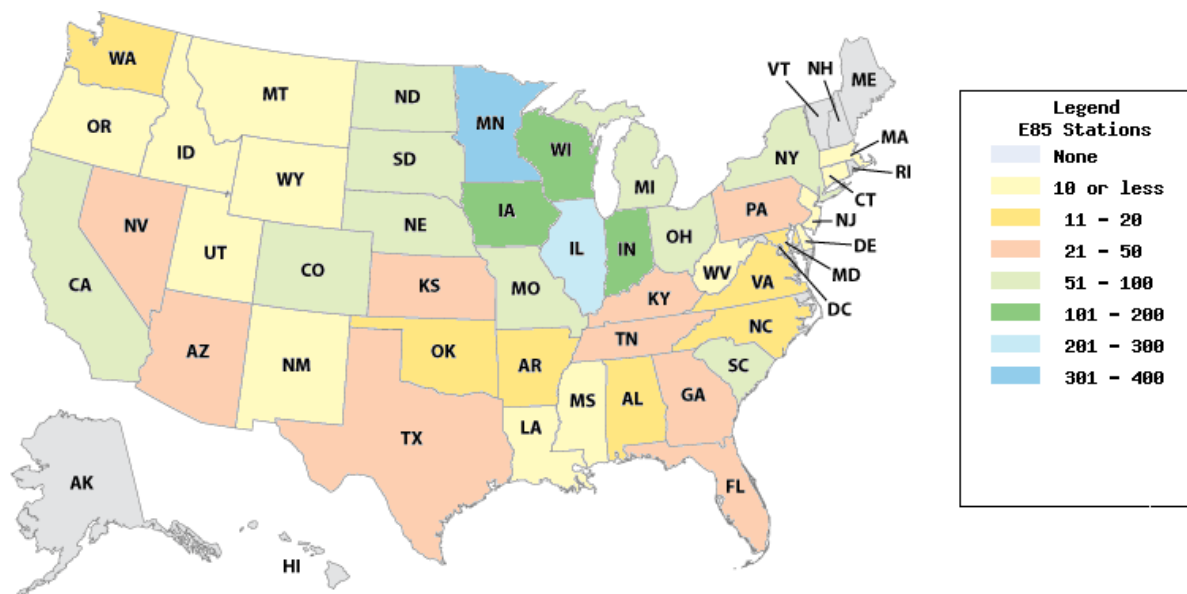 WA
MT
ND
MN
VT
NH
ME
OR
ID
SD
WI
NY
MA
WY
MI
RI
CT
IA
PA
NJ
NV
NE
OH
DE
UT
IL
IN
MD
CA
CO
WV
VA
KS
MO
KY
DC
AZ
NM
OK
AR
TN
NC
SC
MS
AL
GA
TX
LA
AK
FL
HI
Legend
E85 Stations
None
10 or less
11 - 20
21 - 50
51 - 100
101 - 200
201 - 300
301 - 400